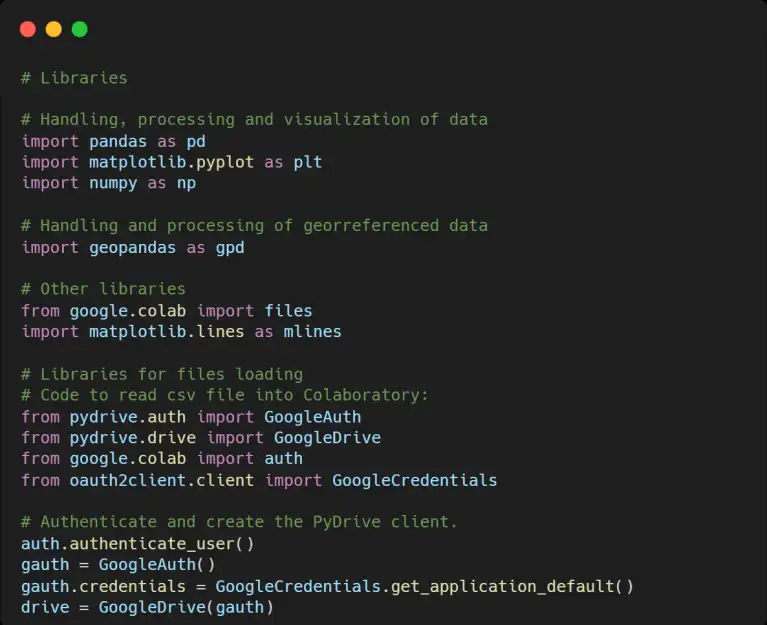 # Libraries
# Handling, processing and visualization of data
import pandas as pd
import matplotlib.pyplot as plt
import numpy as np
# Handling and processing of georreferenced data
import geopandas as gpd
# Other libraries
from google.colab import files
import matplotlib.lines as mlines
# Libraries for files loading
# Code to read csv file into Colaboratory:
from pydrive.auth import GoogleAuth
from pydrive.drive import GoogleDrive
from google.colab import auth
from oauth2client.client import GoogleCredentials
# Authenticate and create the PyDrive client.
auth.authenticate_user()
gauth = GoogleAuth()
gauth.credentials = GoogleCredentials.get_application_default()
drive = GoogleDrive(gauth)